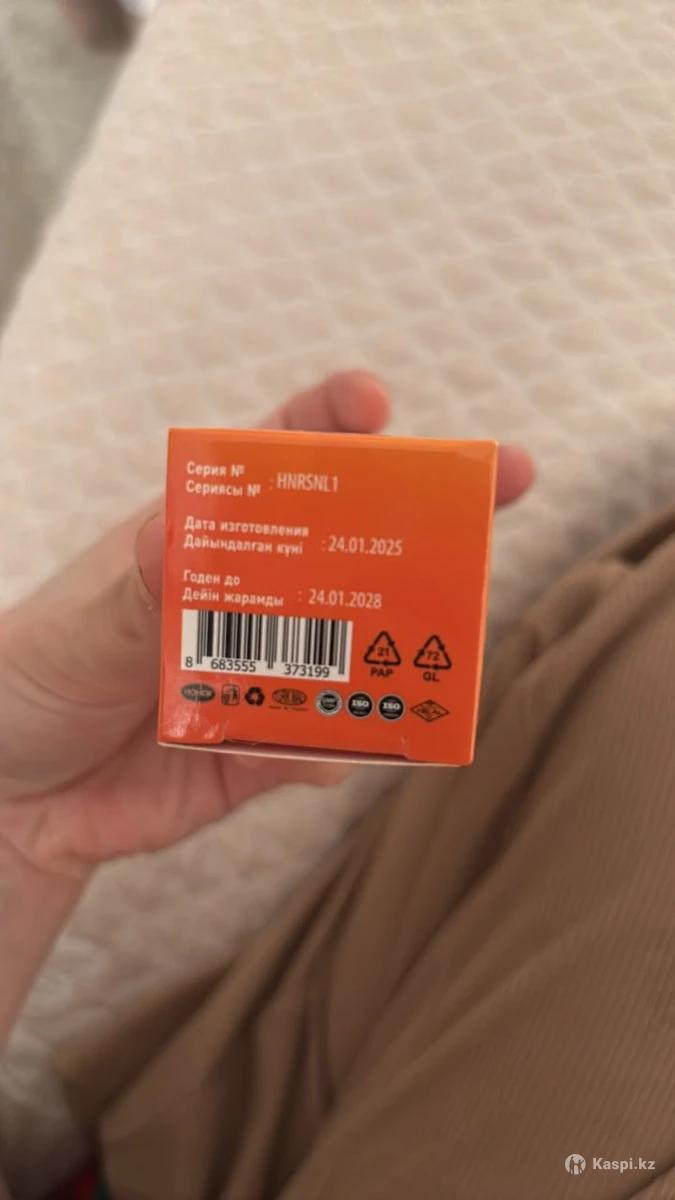 Серия №
Сериясы № : HNRSNL1
Дата изготовления
Дайындалған күні : 24.01.2025
Годен до
Дейін жарамды : 24.01.2028
8 683555 373199
21
PAP
72
GL
ISO
ISO
Kaspi.kz